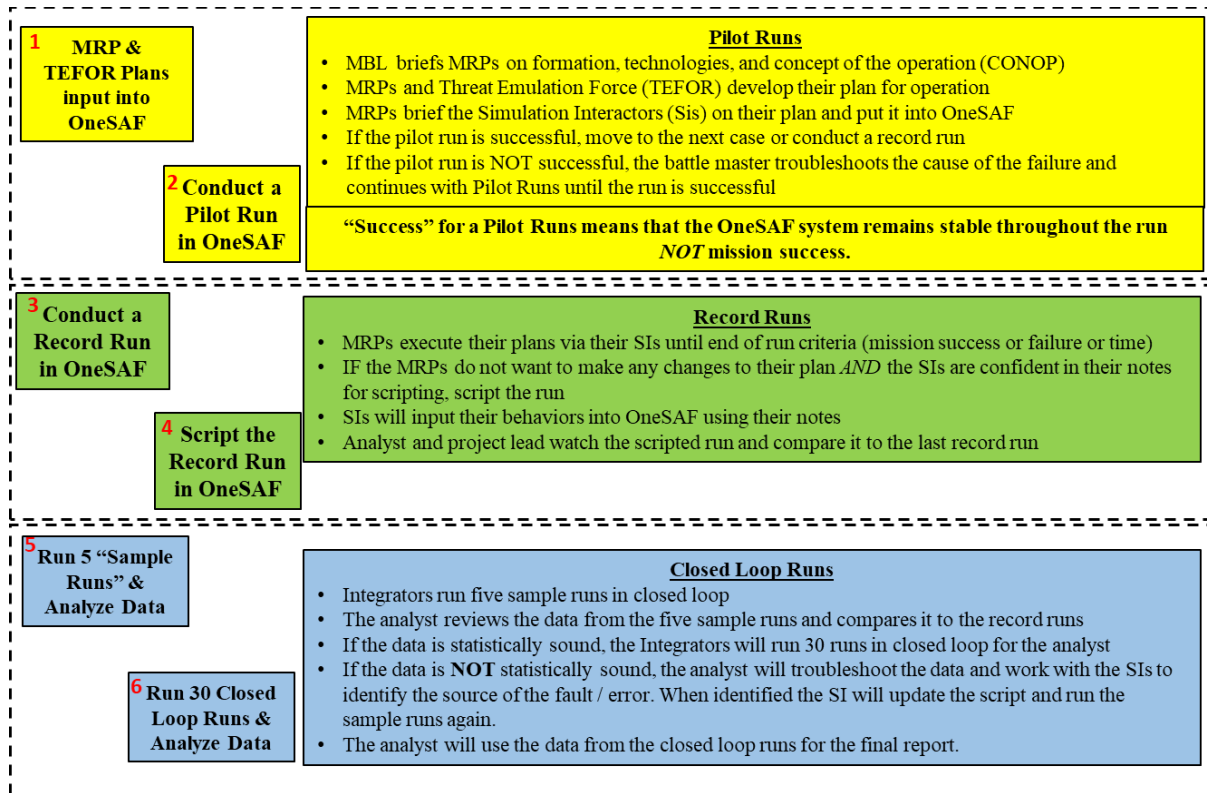 1
MRP &
TEFOR Plans
input into
OneSAF
2
Conduct a
Pilot Run
in OneSAF
Pilot Runs
• MBL briefs MRPs on formation, technologies, and concept of the operation (CONOP)
• MRPs and Threat Emulation Force (TEFOR) develop their plan for operation
• MRPs brief the Simulation Interactors (Sis) on their plan and put it into OneSAF
• If the pilot run is successful, move to the next case or conduct a record run
• If the pilot run is NOT successful, the battle master troubleshoots the cause of the failure and
continues with Pilot Runs until the run is successful
“Success” for a Pilot Runs means that the OneSAF system remains stable throughout the run
NOT mission success.
3
Conduct a
Record Run
in OneSAF
4
Script the
Record Run
in OneSAF
Record Runs
• MRPs execute their plans via their SIs until end of run criteria (mission success or failure or time)
• IF the MRPs do not want to make any changes to their plan AND the SIs are confident in their notes
for scripting, script the run
• SIs will input their behaviors into OneSAF using their notes
• Analyst and project lead watch the scripted run and compare it to the last record run
5
Run 5 “Sample
Runs” &
Analyze Data
6
Run 30 Closed
Loop Runs &
Analyze Data
Closed Loop Runs
• Integrators run five sample runs in closed loop
• The analyst reviews the data from the five sample runs and compares it to the record runs
• If the data is statistically sound, the Integrators will run 30 runs in closed loop for the analyst
• If the data is NOT statistically sound, the analyst will troubleshoot the data and work with the SIs to
identify the source of the fault / error. When identified the SI will update the script and run the
sample runs again.
• The analyst will use the data from the closed loop runs for the final report.